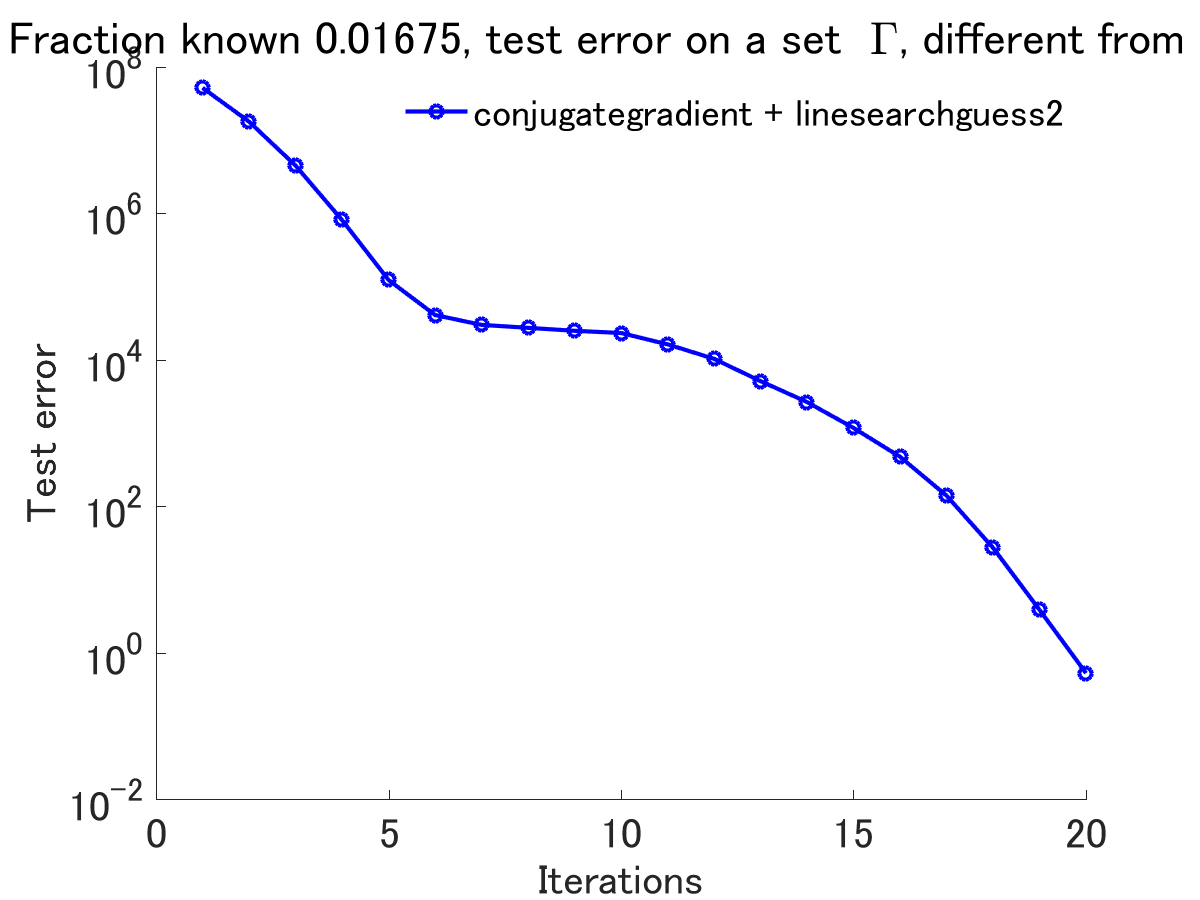 Fraction known 0.01675, test error on a set Γ, different from
conjugategradient + linesearchguess2
10^8
10^6
10^4
10^2
10^0
10^-2
Test error
0
5
10
15
20
Iterations